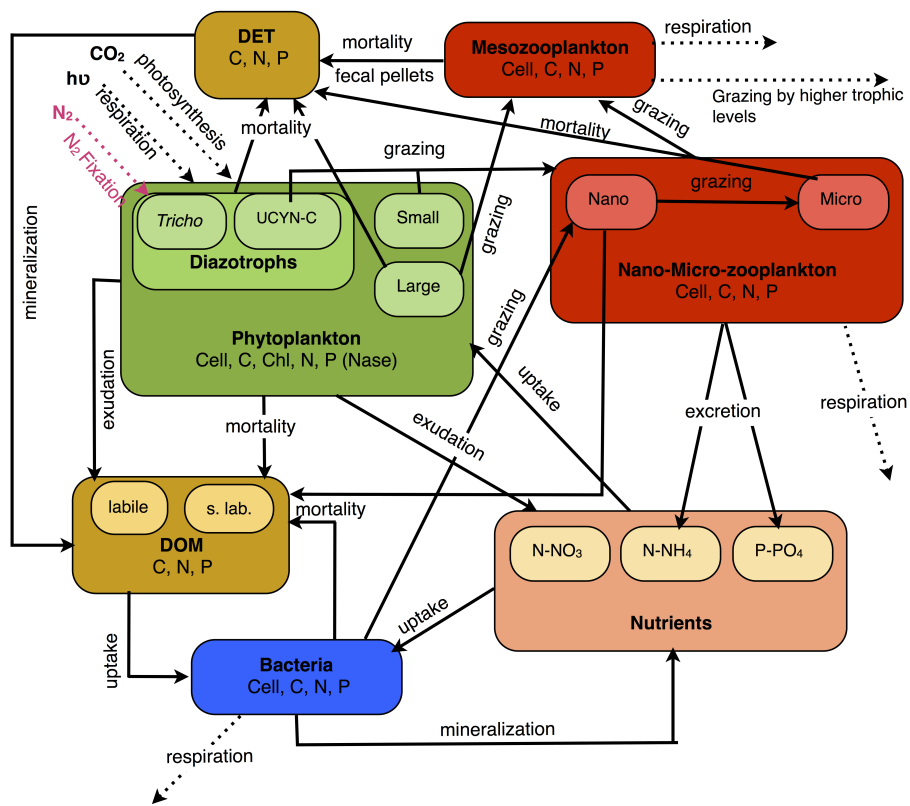 DET
C, N, P
mortality
fecal pellets
Mesozooplankton
Cell, C, N, P
respiration
Grazing by higher trophic
levels
CO₂
hυ
N₂
photosynthesis
respiration
N₂ Fixation
mortality
grazing
mortality
grazing
Tricho
UCYN-C
Small
Large
Diazotrophs
Phytoplankton
Cell, C, Chl, N, P (Nase)
grazing
Nano
grazing
Micro
Nano-Micro-zooplankton
Cell, C, N, P
mineralization
exudation
mortality
exudation
grazing
uptake
excretion
respiration
labile
s. lab.
DOM
C, N, P
mortality
N-NO₃
N-NH₄
P-PO₄
Nutrients
uptake
uptake
Bacteria
Cell, C, N, P
mineralization
respiration